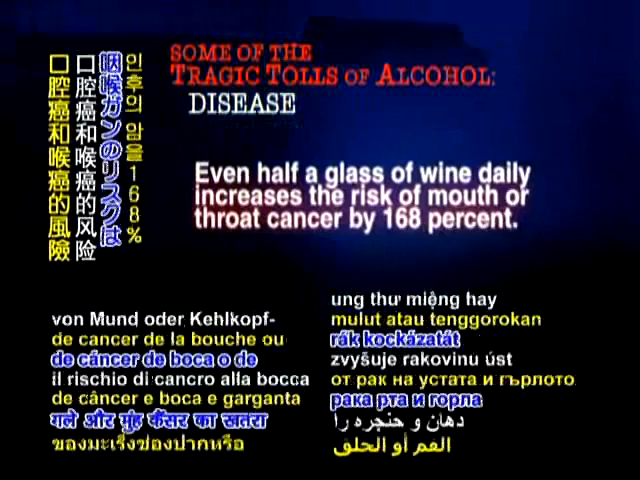 口腔癌和喉癌的風險
口腔癌和喉癌的风险
咽喉ガンのリスクは
인후의 암을168%
SOME OF THE
TRAGIC TOLLS OF ALCOHOL:
DISEASE
Even half a glass of wine daily
increases the risk of mouth or
throat cancer by 168 percent.
von Mund oder Kehlkopf-
de cancer de la bouche ou
de cáncer de boca o de
il rischio di cancro alla bocca
de câncer e boca e garganta
गले और मुंह कैंसर का खतरा
ของมะเร็งช่องปากหรือ
ung thư miệng hay
mulut atau tenggorokan
rák kockázatát
zvyšuje rakovinu úst
от рак на устата и гърлото
рака рта и горла
دهان و حنجره را
الفم أو الحلق